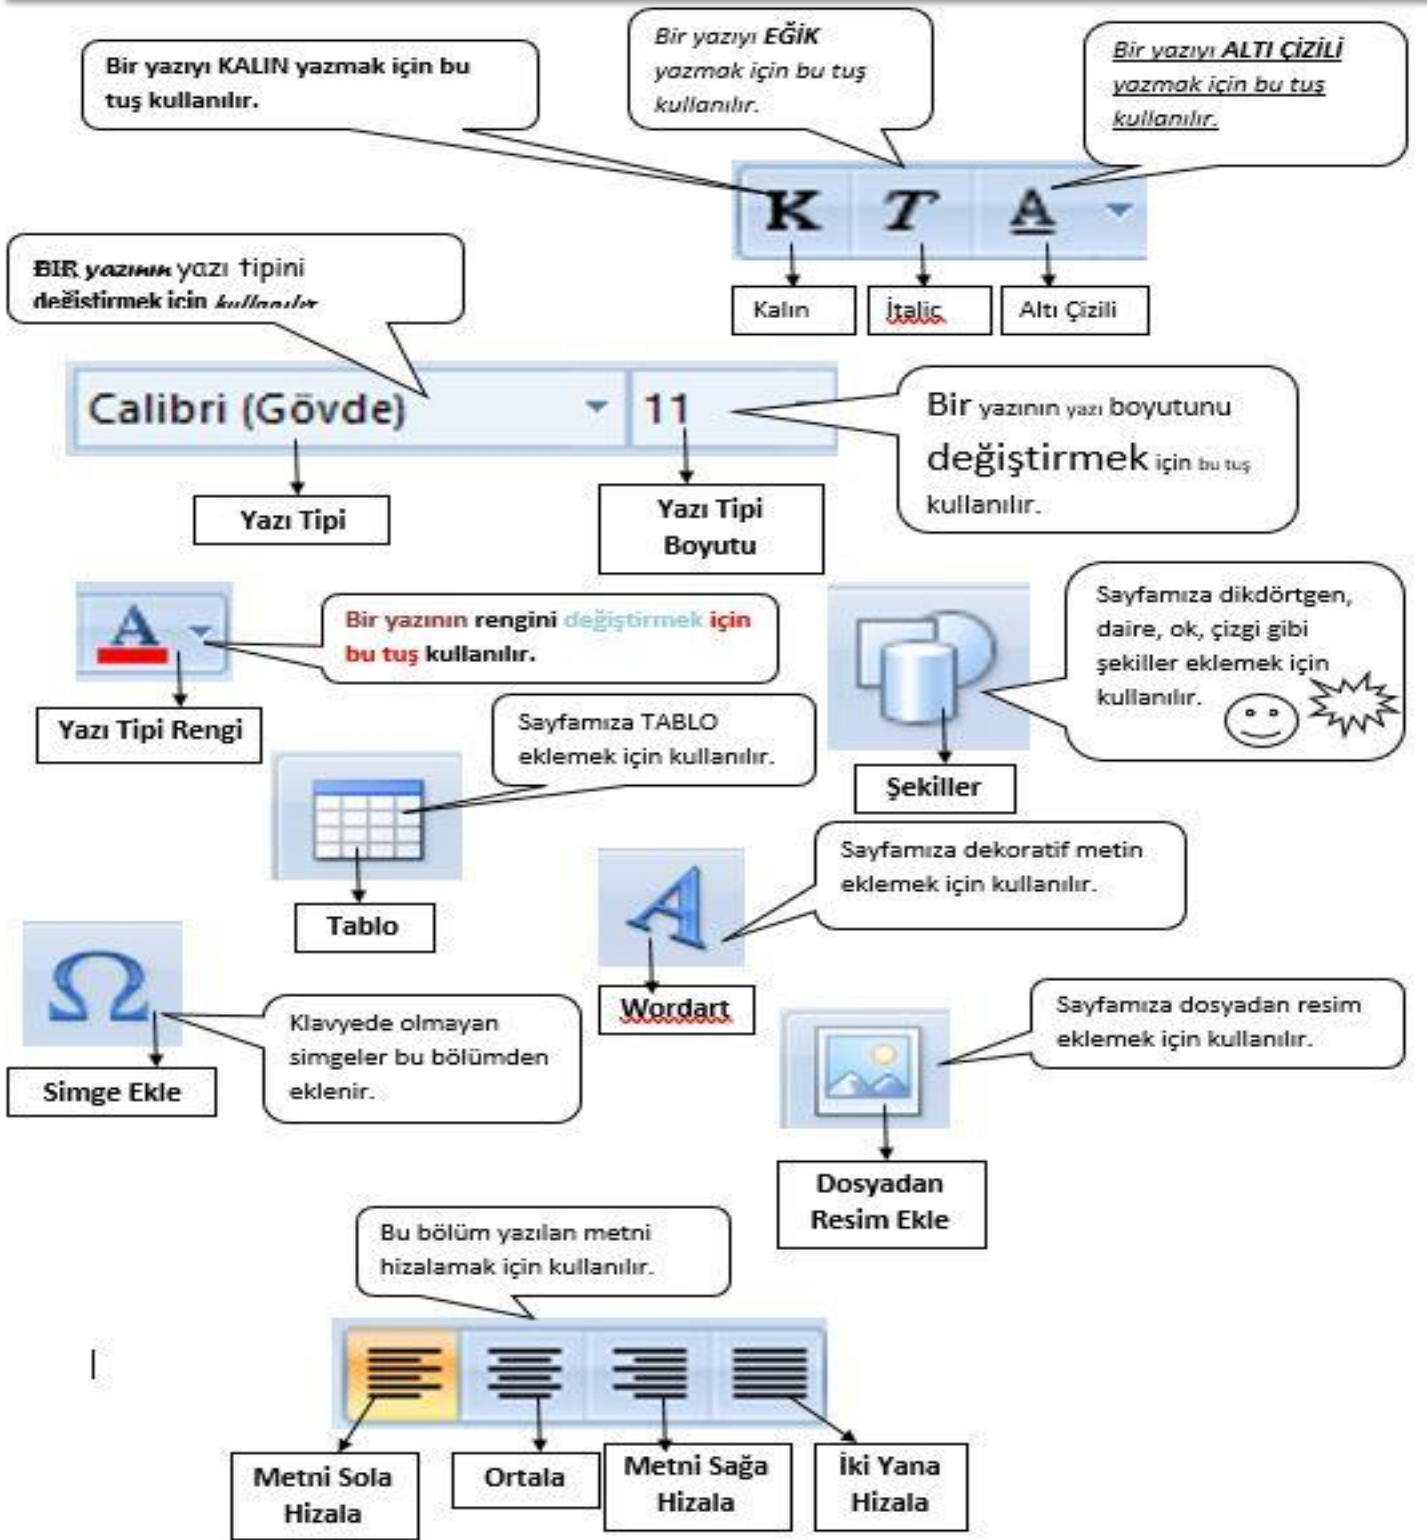 Bir yazıyı KALIN yazmak için bu
tuş kullanılır.
Bir yazıyı EĞİK
yazmak için bu tuş
kullanılır.
Bir yazıyı ALTI ÇİZİLİ
yazmak için bu tuş
kullanılır.
K T A
Kalın
İtalic
Altı Çizili
BIR yazının yazı tipini
değiştirmek için kullanılır
Calibri (Gövde)
11
Yazı Tipi
Yazı Tipi
Boyutu
Bir yazının yazı boyutunu
değiştirmek için bu tuş
kullanılır.
A
Bir yazının rengini değiştirmek için
bu tuş kullanılır.
Yazı Tipi Rengi
Sayfamıza dikdörtgen,
daire, ok, çizgi gibi
şekiller eklemek için
kullanılır.
Şekiller
Sayfamıza TABLO
eklemek için kullanılır.
Tablo
Sayfamıza dekoratif metin
eklemek için kullanılır.
A
Wordart
Ω
Klavyede olmayan
simgeler bu bölümden
eklenir.
Simge Ekle
Sayfamıza dosyadan resim
eklemek için kullanılır.
Dosyadan
Resim Ekle
Bu bölüm yazılan metni
hizalamak için kullanılır.
Metni Sola
Hizala
Ortala
Metni Sağa
Hizala
İki Yana
Hizala